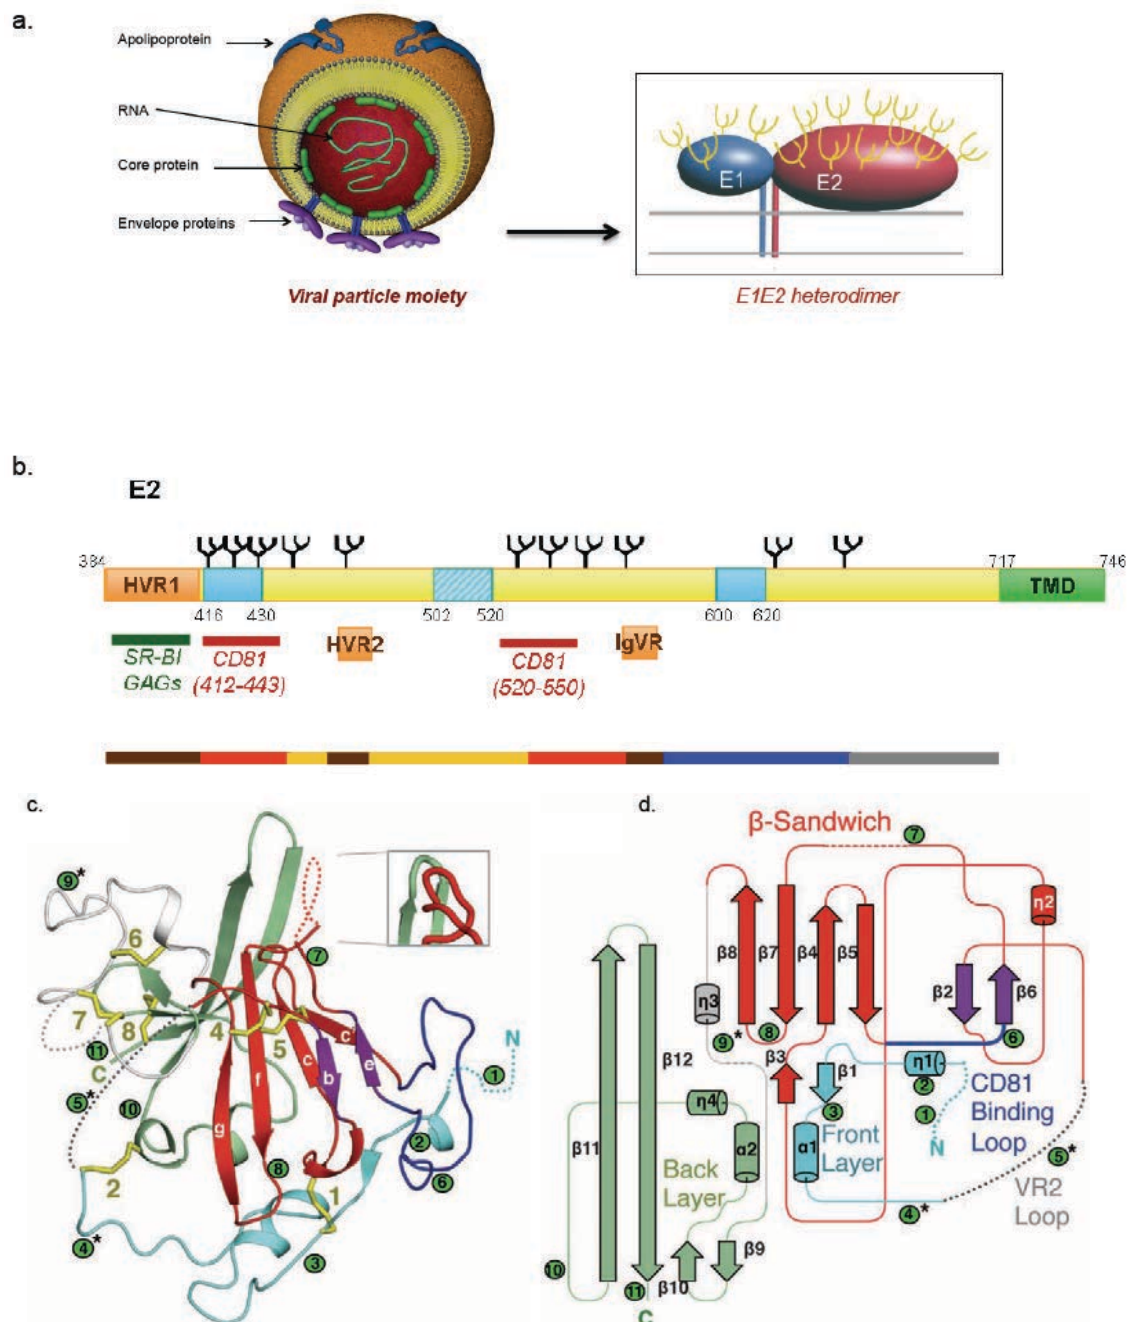 a.
Apolipoprotein
RNA
Core protein
Envelope proteins
E1
E2
Viral particle moiety
E1E2 heterodimer
b.
E2
384
717
746
HVR1
TMD
416
430
502
520
600
620
HVR2
IgVR
SR-BI
GAGs
CD81
(412-443)
CD81
(520-550)
c.
9*
6
7
8
4
5
7
11
C
5*
10
2
g
f
c
b
c
e
8
1
N
1
2
6
4*
3
d.
β-Sandwich
7
η2
β8
β7
β4
β5
β2
β6
η3
9*
8
6
β3
β1
η1
2
1
N
CD81
Binding
Loop
β12
3
η4
α2
α1
Front
Layer
5*
β11
Back
Layer
4*
VR2
Loop
β9
10
11
β10
C